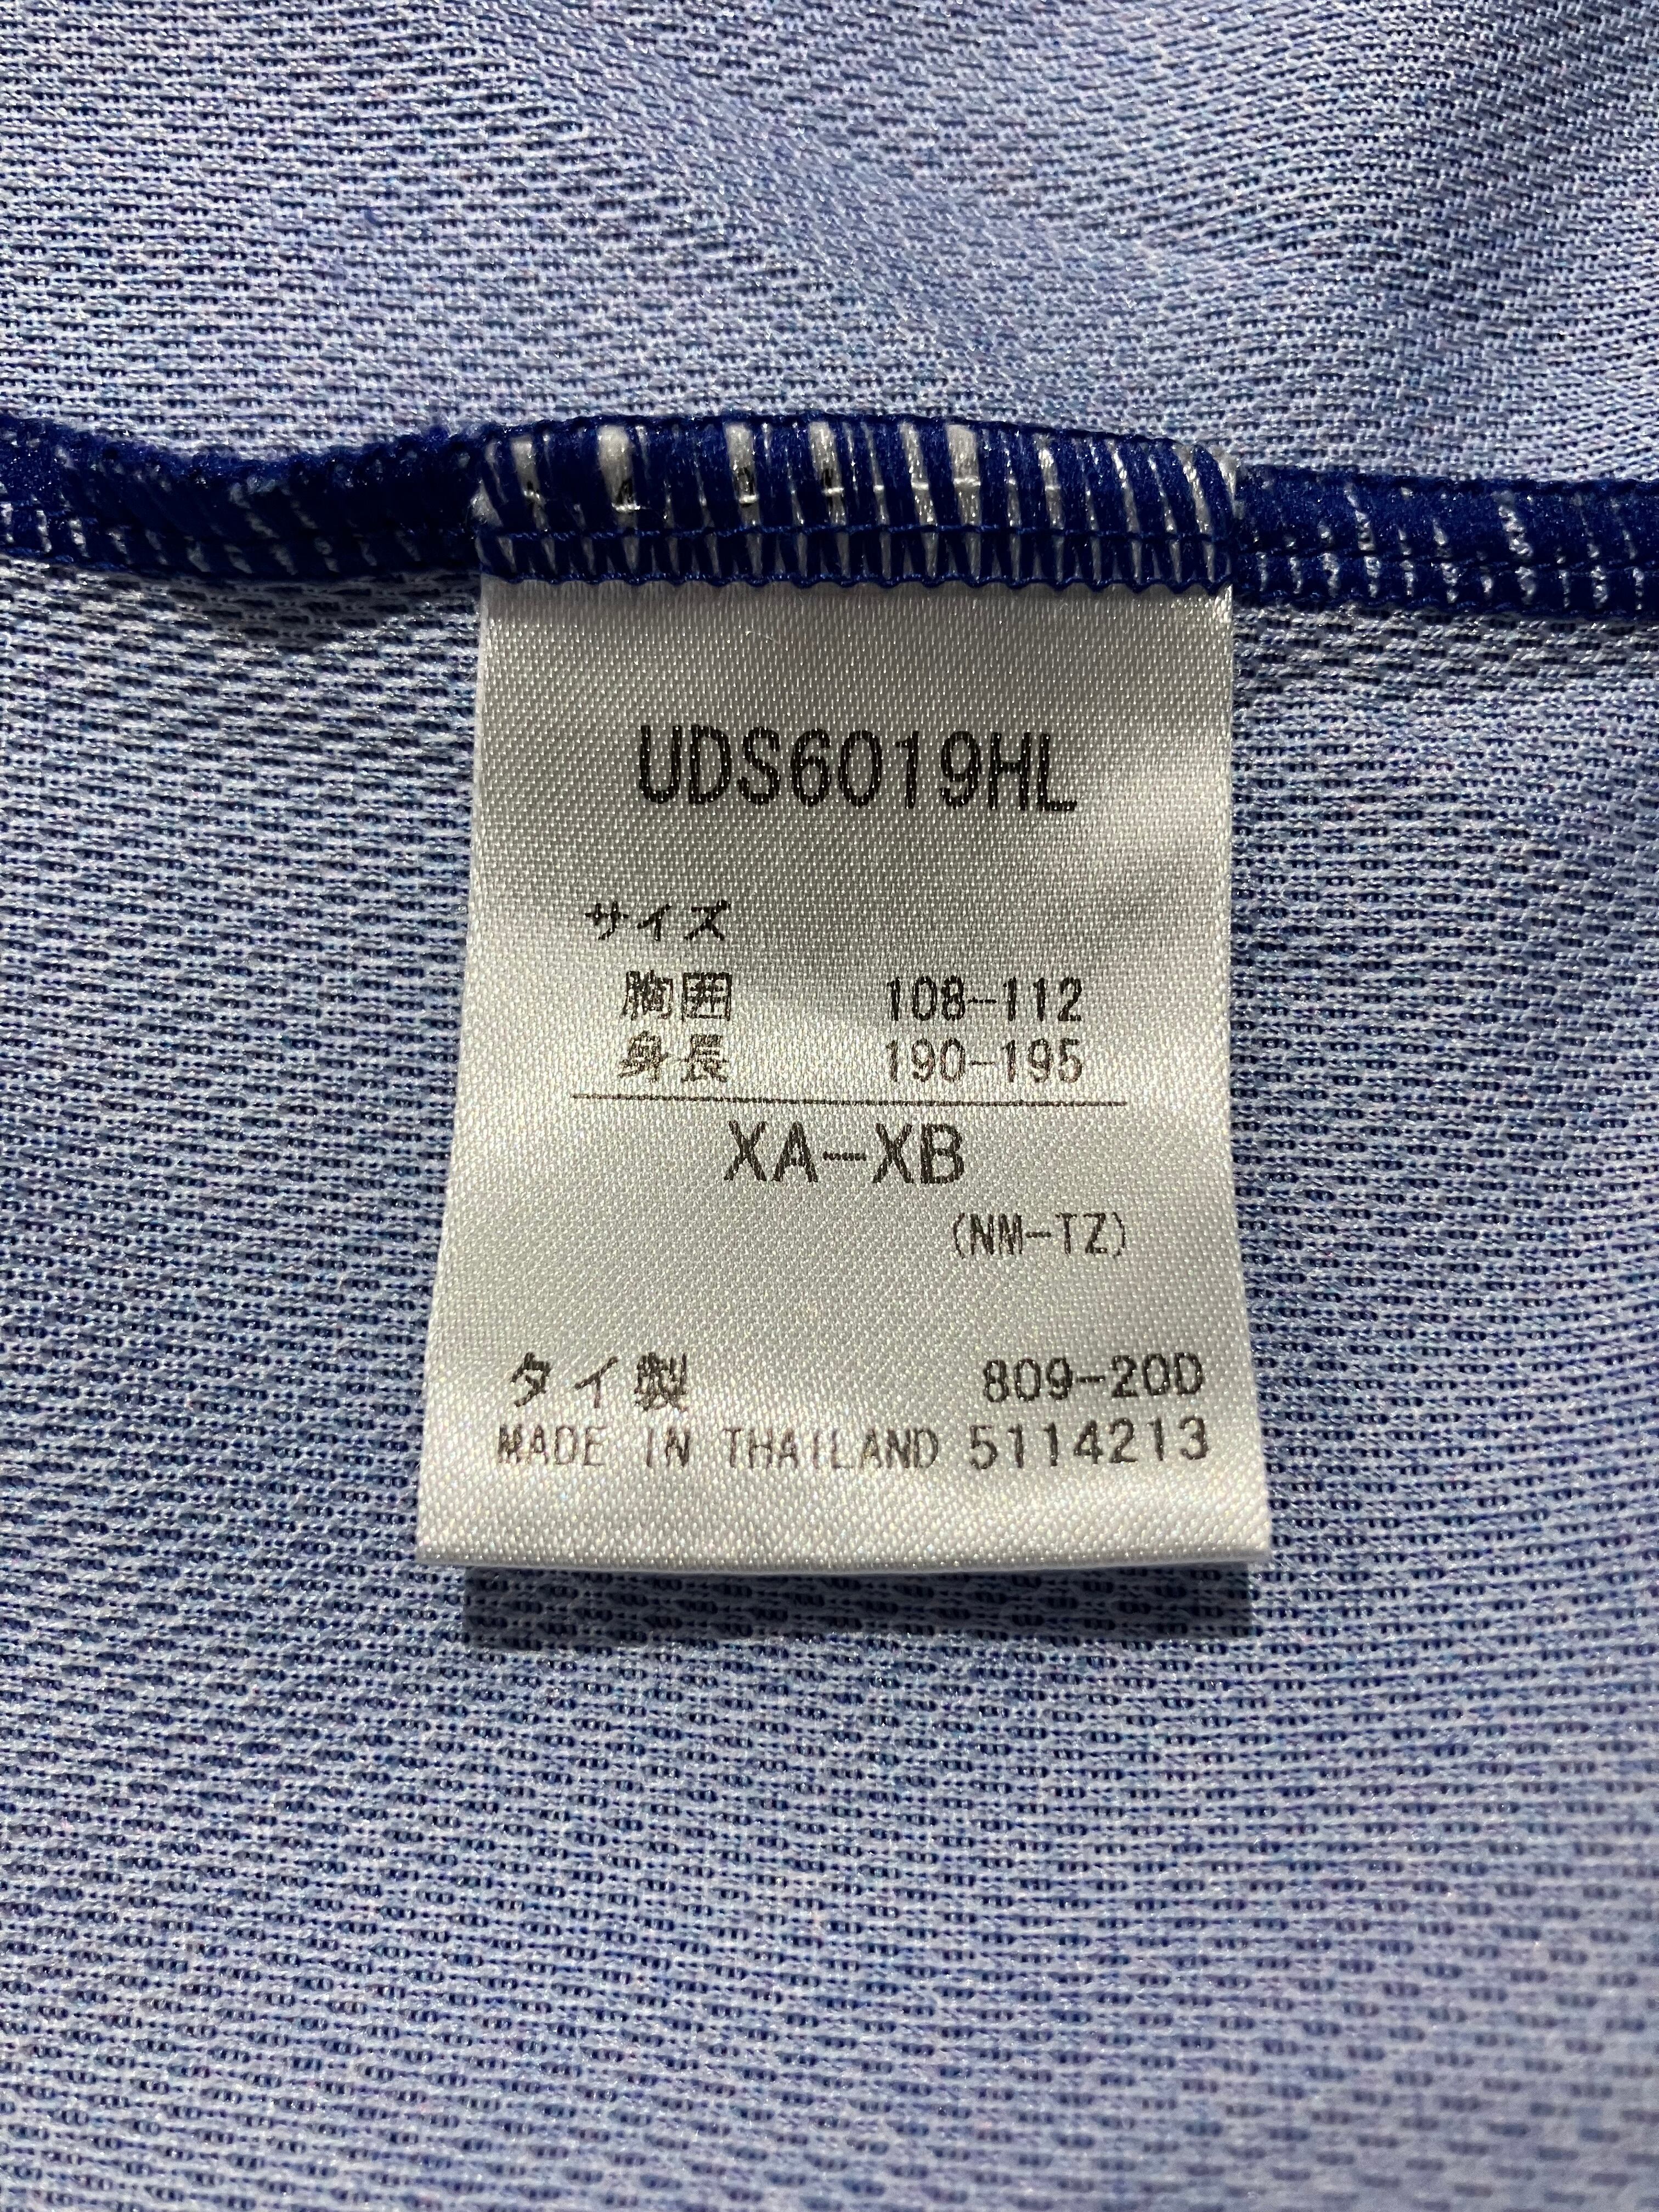 UDS6019HL
サイズ
胸囲 108-112
身長 190-195
XA-XB
(NM-TZ)
タイ製 809-20D
MADE IN THAILAND 5114213